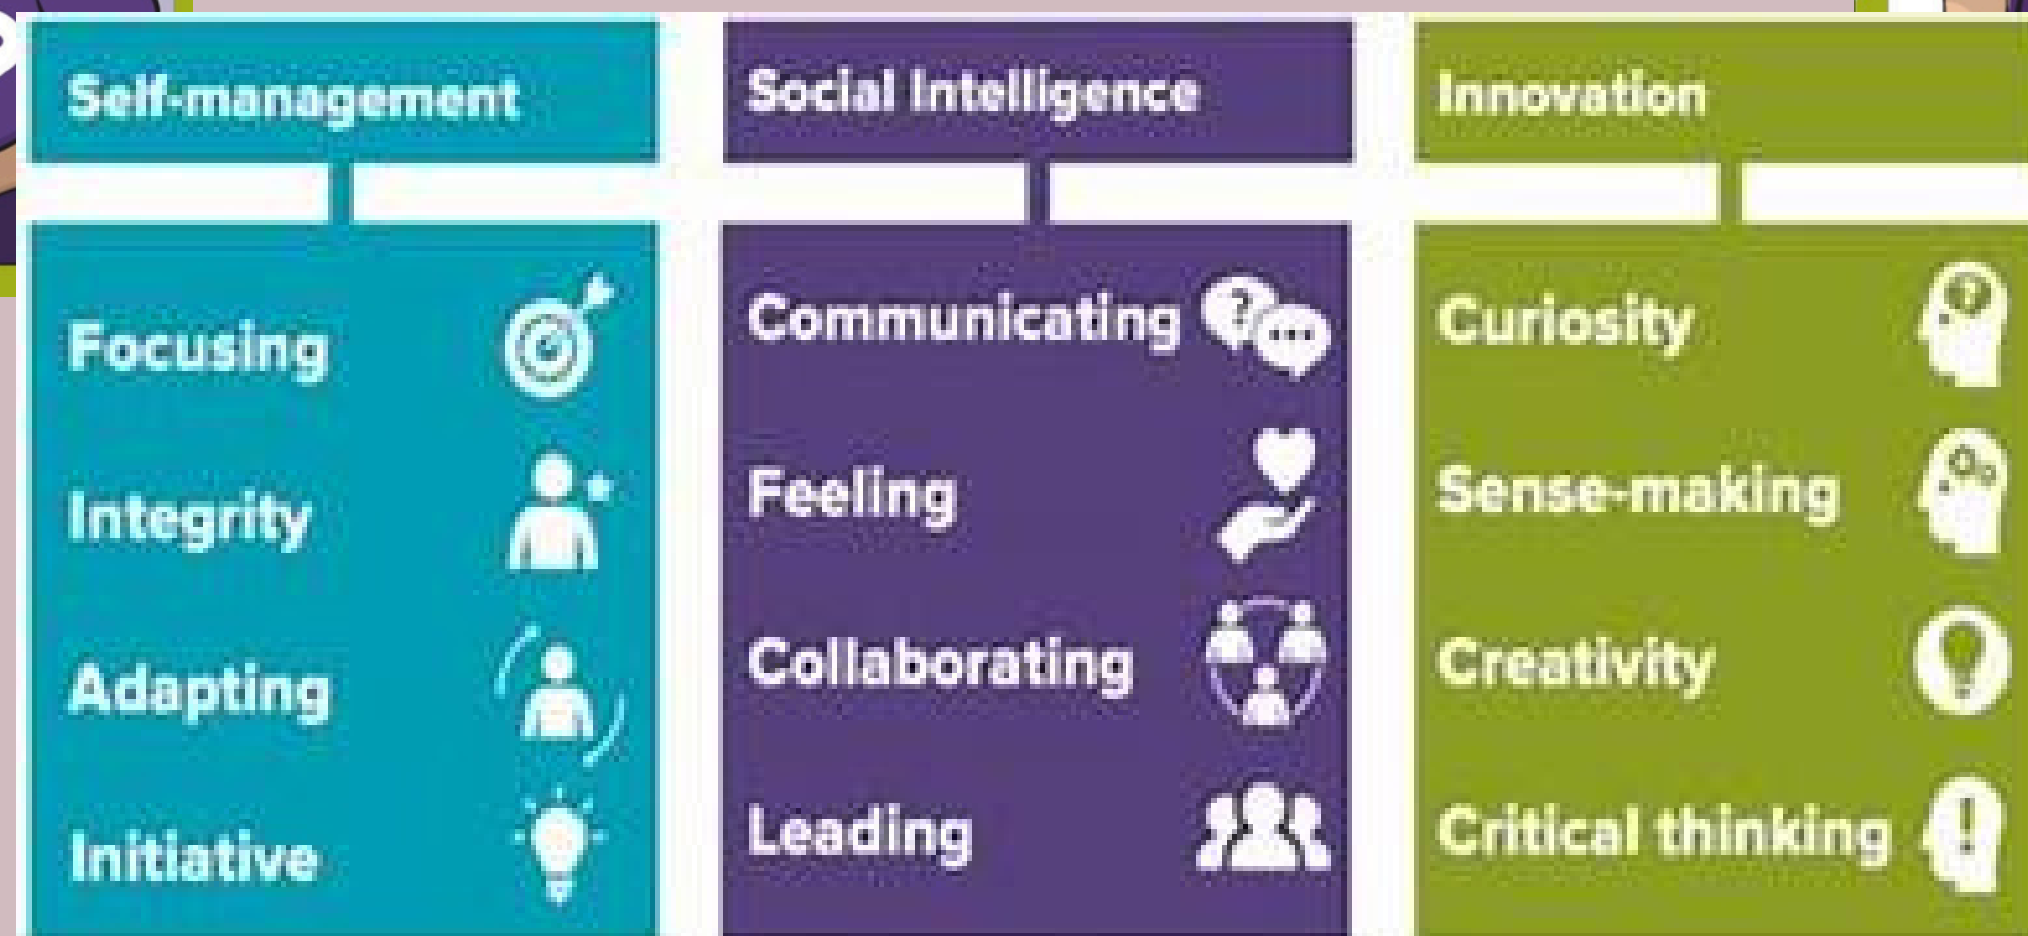 Self-management
Focusing
Integrity
Adapting
Initiative
Social Intelligence
Communicating
Feeling
Collaborating
Leading
Innovation
Curiosity
Sense-making
Creativity
Critical thinking